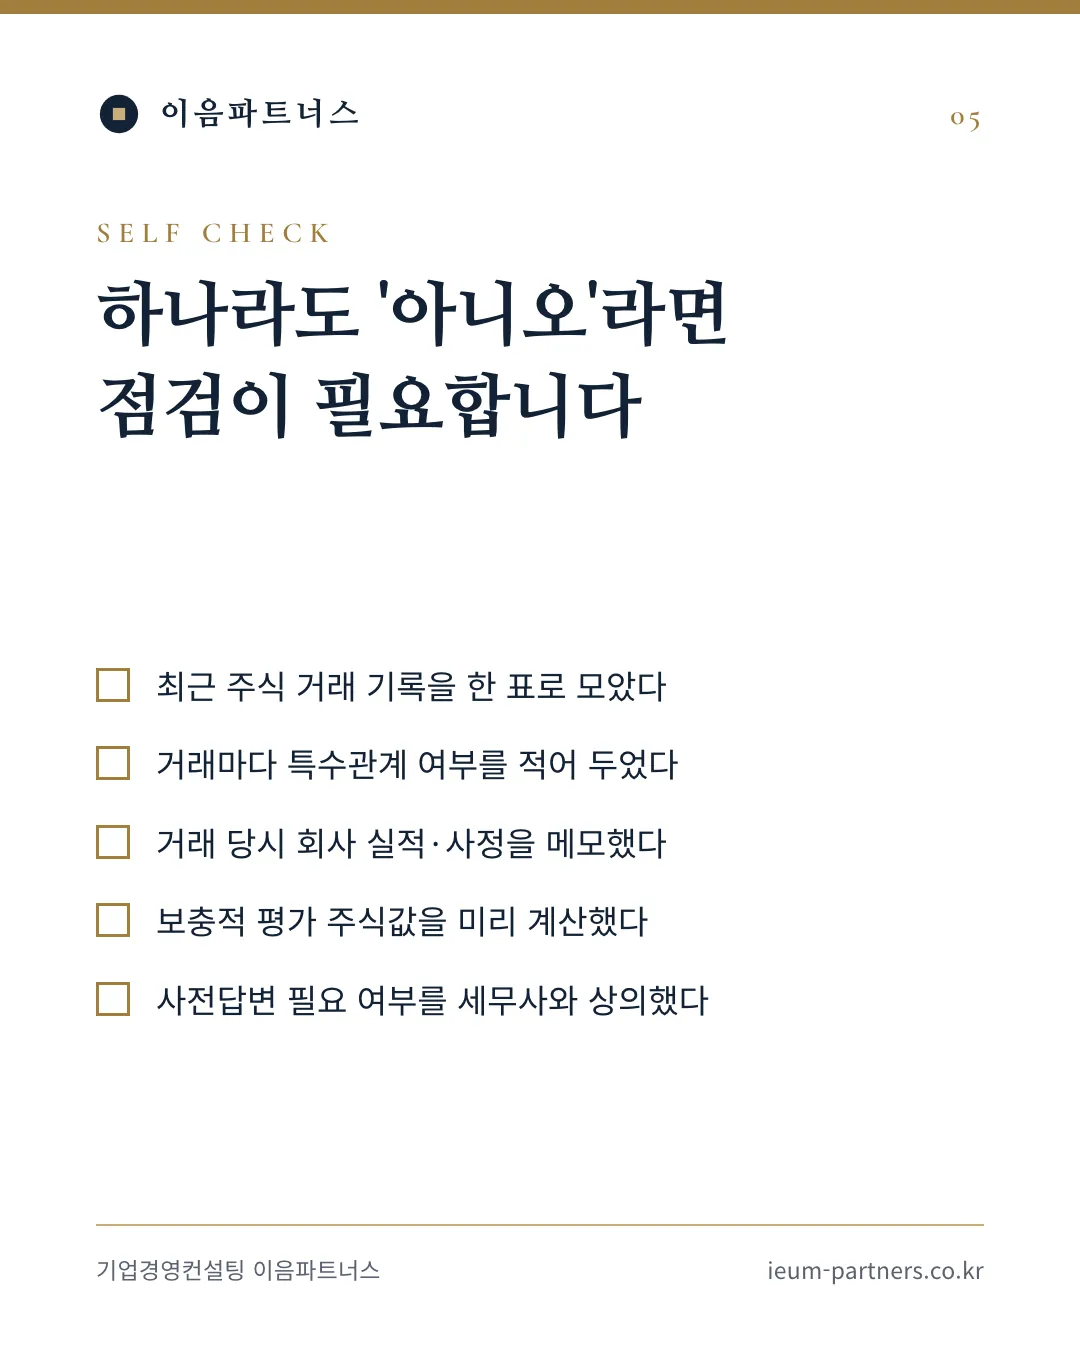 이음파트너스
05
SELF CHECK
하나라도 '아니오'라면
점검이 필요합니다
최근 주식 거래 기록을 한 표로 모았다
거래마다 특수관계 여부를 적어 두었다
거래 당시 회사 실적·사정을 메모했다
보충적 평가 주식값을 미리 계산했다
사전답변 필요 여부를 세무사와 상의했다
기업경영컨설팅 이음파트너스
ieum-partners.co.kr